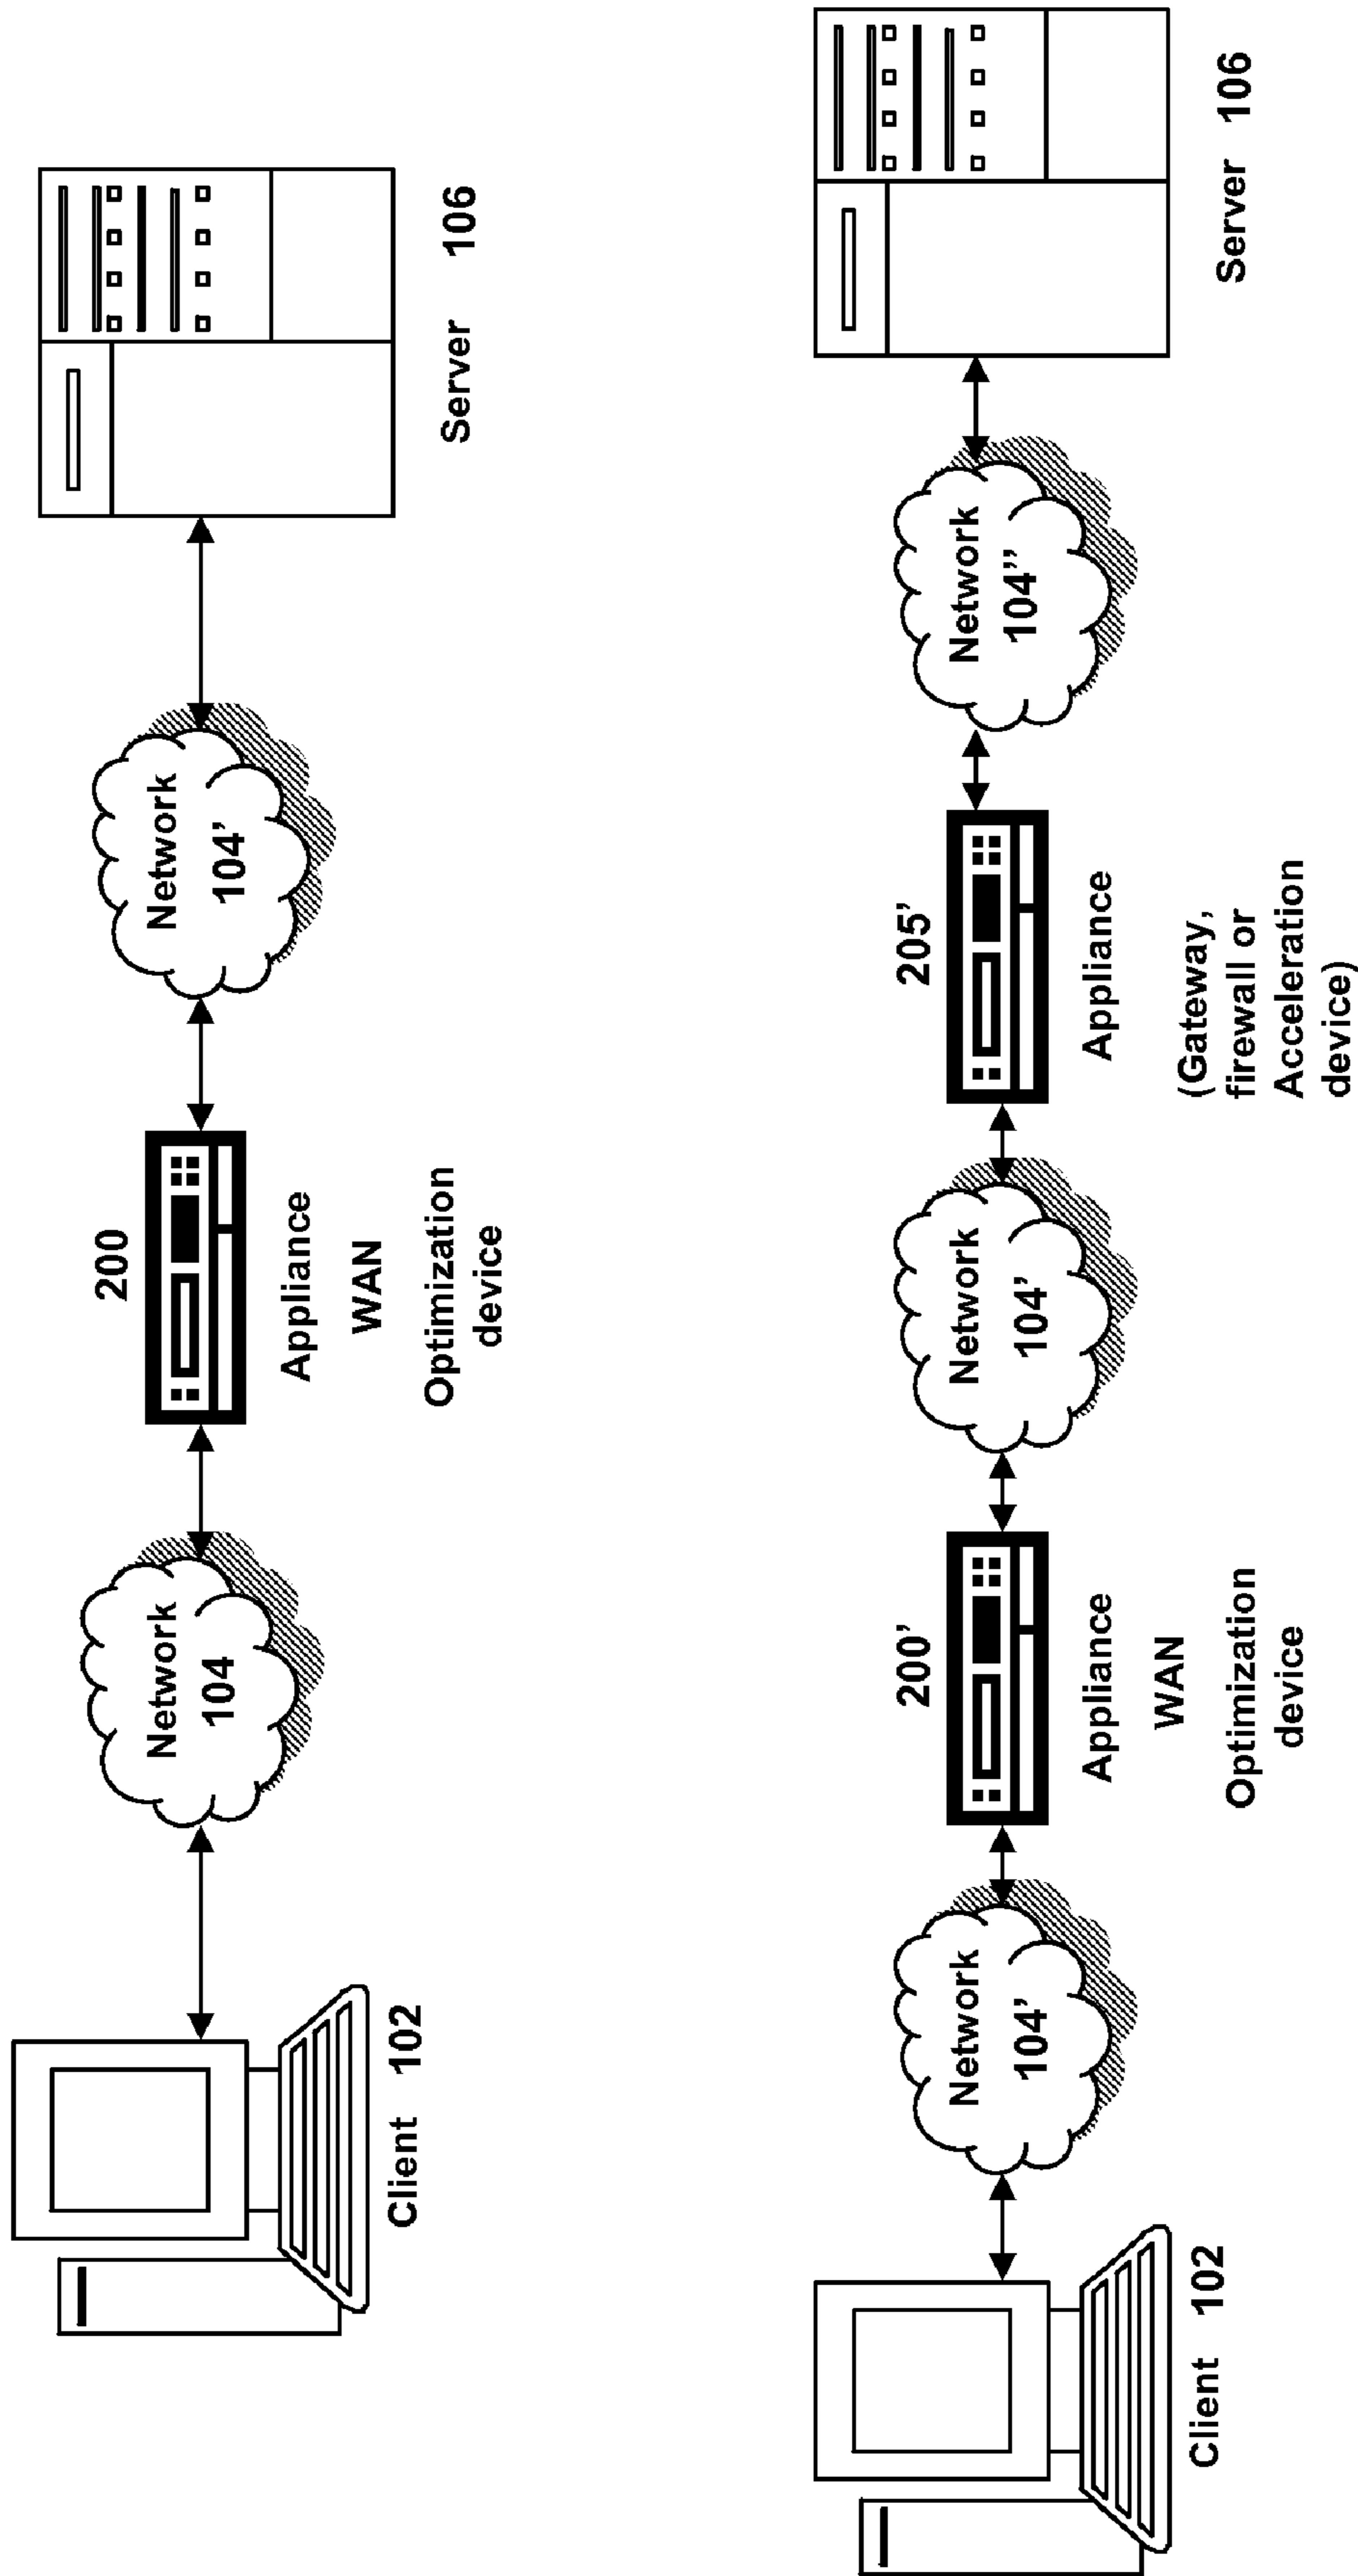 Client 102
Network
104
200
Appliance
WAN
Optimization
device
Network
104’
Server 106
Client 102
Network
104’
200’
Appliance
WAN
Optimization
device
Network
104’
205’
Appliance
(Gateway,
firewall or
Acceleration
device)
Network
104’’
Server 106